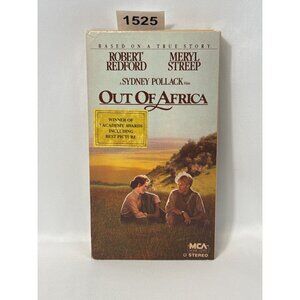 1525
BASED ON A TRUE STORY
ROBERT REDFORD
MERYL STREEP
A SYDNEY POLLACK Film
OUT OF AFRICA
WINNER OF
7 ACADEMY AWARDS
INCLUDING
BEST PICTURE
MCA
STEREO